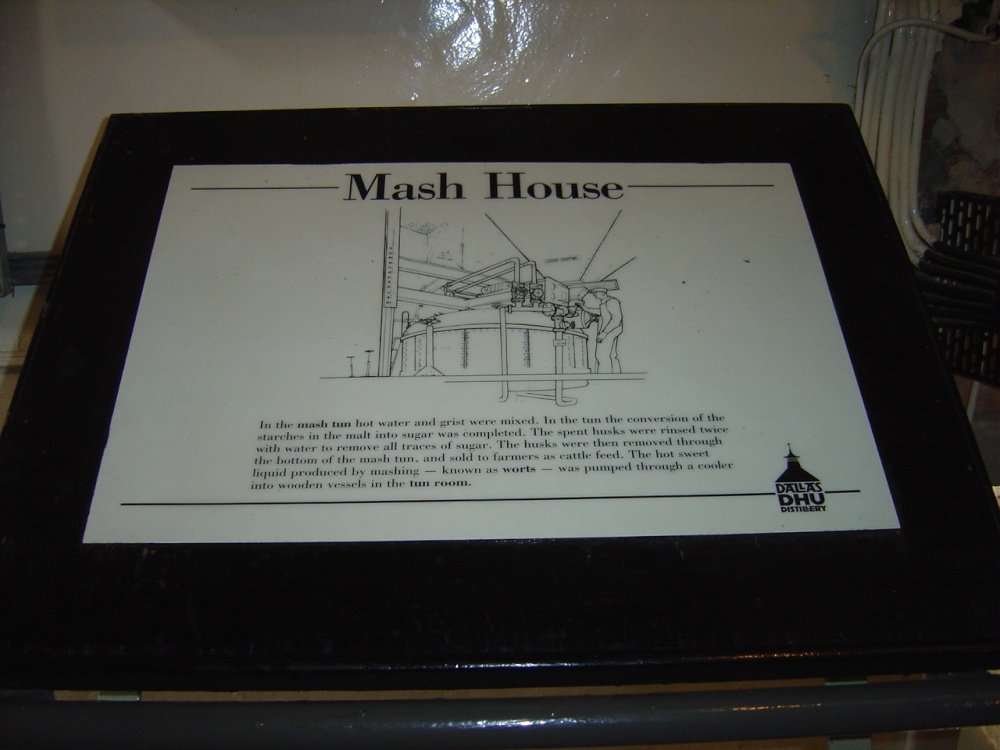 Mash House
In the mash tun hot water and grist were mixed. In the tun the conversion of the
starches in the malt into sugar was completed. The spent husks were rinsed twice
with water to remove all traces of sugar. The husks were then removed through
the bottom of the mash tun, and sold to farmers as cattle feed. The hot sweet
liquid produced by mashing — known as worts — was pumped through a cooler
into wooden vessels in the tun room.
DALLAS
DHU
DISTILLERY